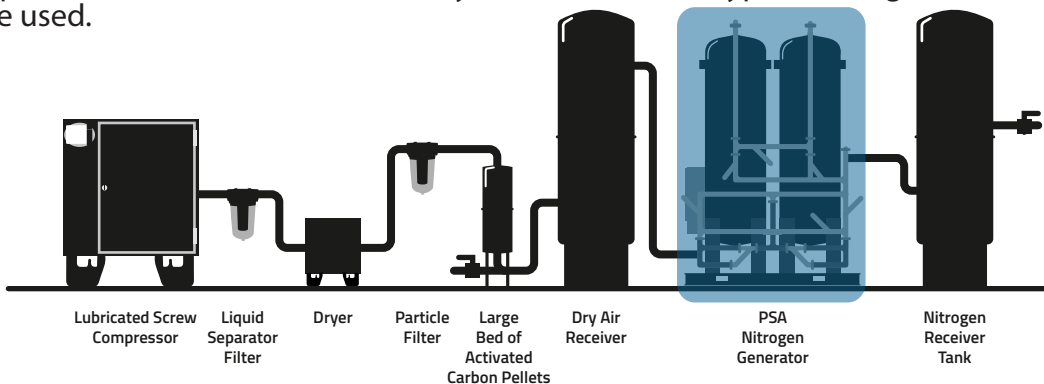 e used.
Lubricated Screw
Compressor
Liquid
Separator
Filter
Dryer
Particle
Filter
Large
Bed of
Activated
Carbon Pellets
Dry Air
Receiver
PSA
Nitrogen
Generator
Nitrogen
Receiver
Tank